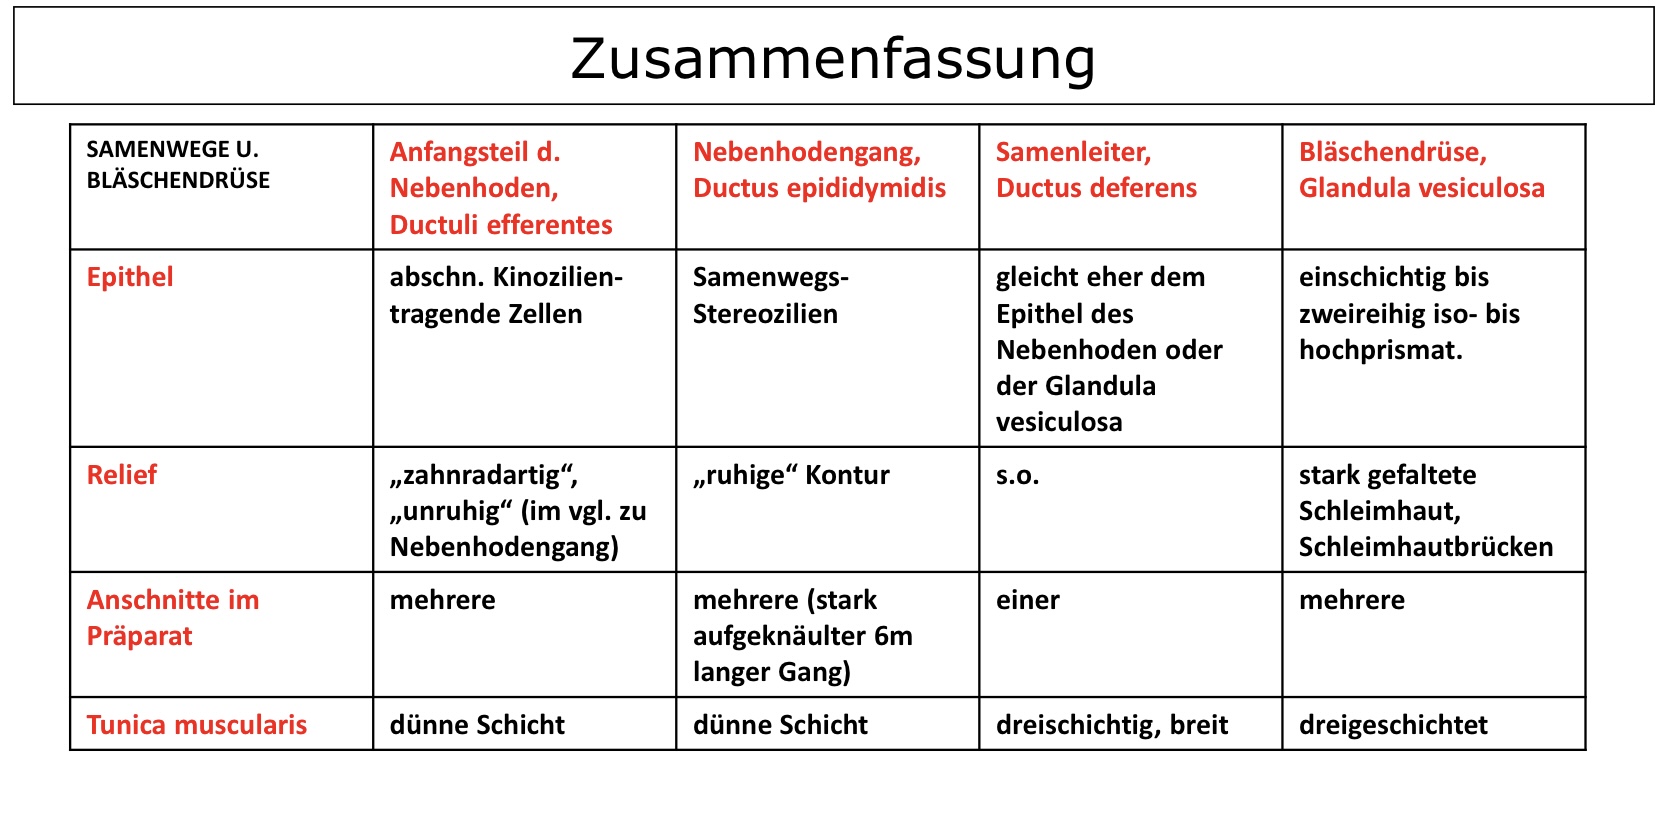 Zusammenfassung
SAMENWEGE U.
BLÄSCHENDRÜSE
Anfangsteil d.
Nebenhoden,
Ductuli efferentes
Nebenhodengang,
Ductus epididymidis
Samenleiter,
Ductus deferens
Bläschendrüse,
Glandula vesiculosa
Epithel
abschn. Kinozilien-
tragende Zellen
Samenwegs-
Stereozilien
gleicht eher dem
Epithel des
Nebenhoden oder
der Glandula
vesiculosa
einschichtig bis
zweireihig iso- bis
hochprismat.
Relief
„zahnradartig“,
„unruhig“ (im vgl. zu
Nebenhodengang)
„ruhige“ Kontur
s.o.
stark gefaltete
Schleimhaut,
Schleimhautbrücken
Anschnitte im
Präparat
mehrere
mehrere (stark
aufgeknäulter 6m
langer Gang)
einer
mehrere
Tunica muscularis
dünne Schicht
dünne Schicht
dreischichtig, breit
dreigeschichtet